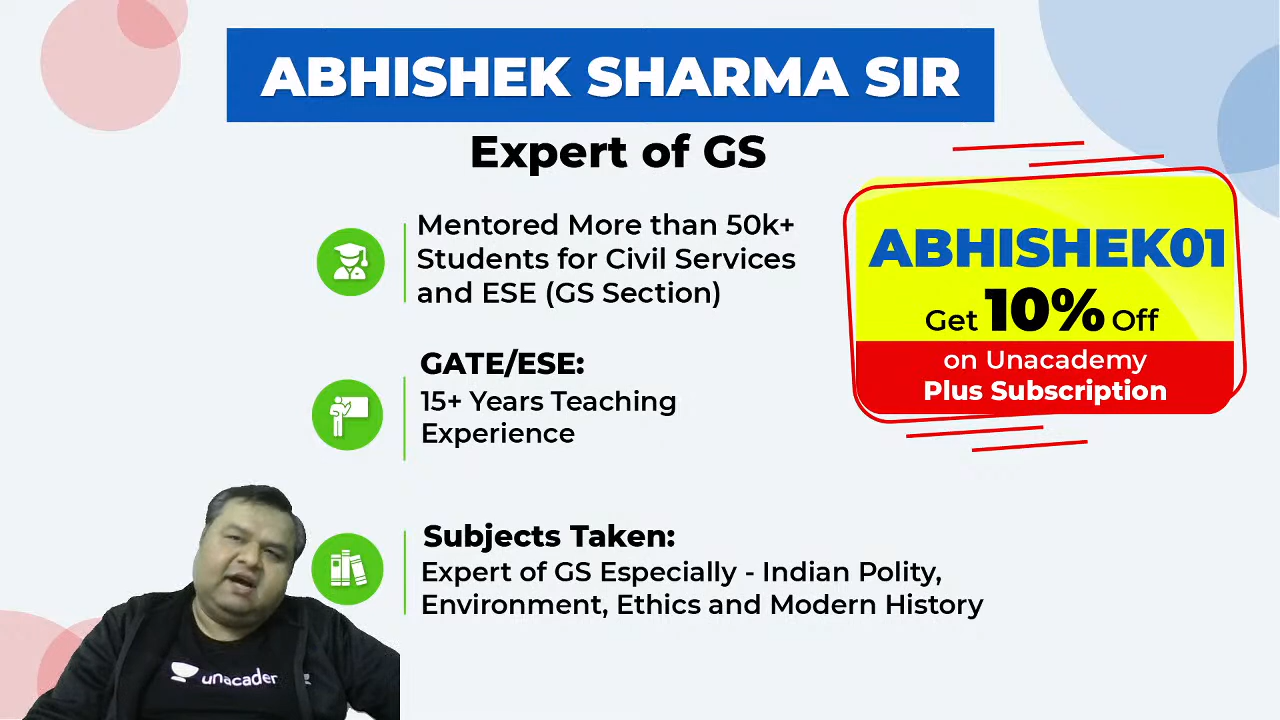 ABHISHEK SHARMA SIR
Expert of GS
Mentored More than 50k+
Students for Civil Services
and ESE (GS Section)
GATE/ESE:
15+ Years Teaching
Experience
Subjects Taken:
Expert of GS Especially - Indian Polity,
Environment, Ethics and Modern History
ABHISHEK01
Get 10% Off
on Unacademy
Plus Subscription
unacader